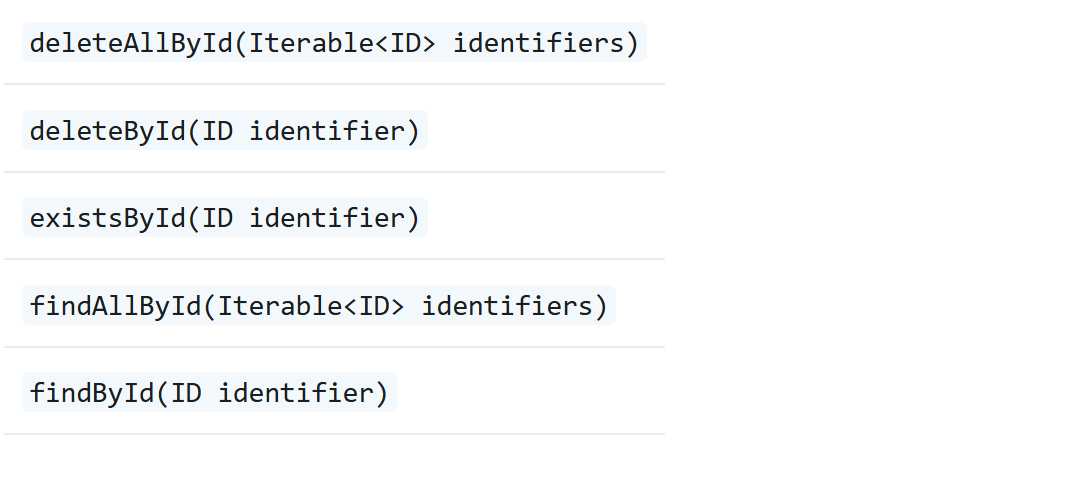 deleteAllById(Iterable<ID> identifiers)
deleteById(ID identifier)
existsById(ID identifier)
findAllById(Iterable<ID> identifiers)
findById(ID identifier)